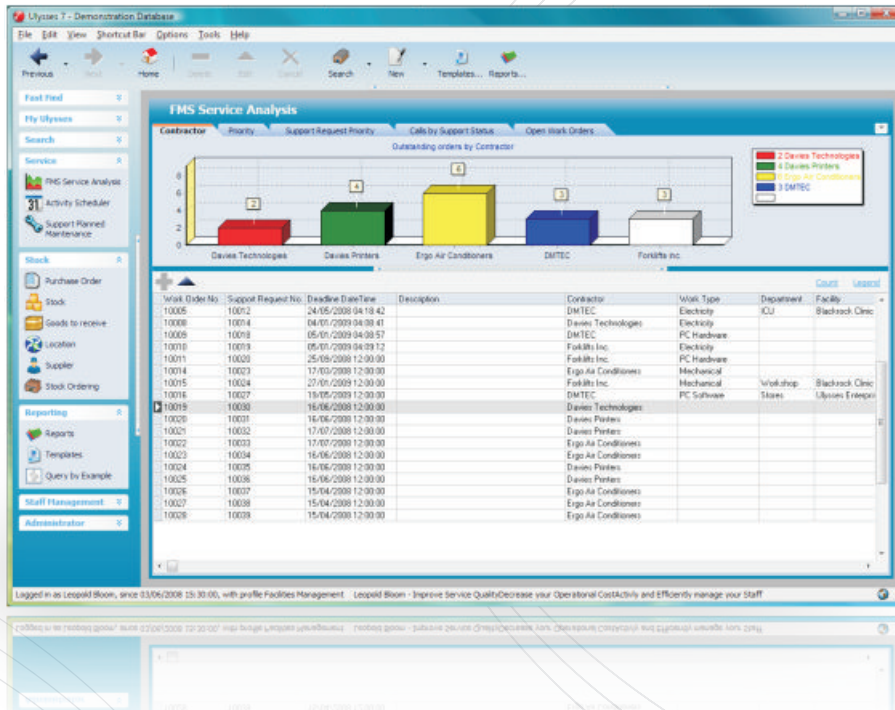 Ulysses 7 - Demonstration Database
File Edit View Shortcut Bar Options Tools Help
Previous Next Home Delete Edit Cancel Search New Templates... Reports...
Fast Find
My Ulysses
Search
Service
FMS Service Analysis
Activity Scheduler
Support Planned
Maintenance
Stock
Purchase Order
Stock
Goods to receive
Location
Supplier
Stock Ordering
Reporting
Reports
Templates
Query by Example
Staff Management
Administrator
FMS Service Analysis
Contractor Priority Support Request Priority Calls by Support Status Open Work Orders
Outstanding orders by Contractor
8
6
4
2
0
2
4
6
3
3
Davies Technologies Davies Printers Ergo Air Conditioners DMTEC Forklifts Inc.
2 Davies Technologies
4 Davies Printers
6 Ergo Air Conditioners
3 DMTEC
Count Legend
Work Order No Support Request No Deadline DateTime Description Contractor Work Type Department Facility
10005 10012 24/05/2008 04:18:42 DMTEC Electricity ICU Blackrock Clinic
10008 10014 04/01/2009 04:08:41 Davies Technologies Electricity
10009 10018 05/01/2009 04:08:57 DMTEC PC Hardware
10010 10019 05/01/2009 04:09:12 Forklifts Inc. Electricity
10011 10020 25/09/2008 12:00:00 Forklifts Inc. PC Hardware
10014 10023 17/03/2009 12:00:00 Ergo Air Conditioners Mechanical
10015 10024 27/01/2009 12:00:00 Forklifts Inc. Mechanical Workshop Blackrock Clinic
10016 10027 19/05/2009 12:00:00 DMTEC PC Software Stores Ulysses Enterpri
10019 10030 16/06/2008 12:00:00 Davies Technologies
10020 10031 16/06/2008 12:00:00 Davies Printers
10021 10032 17/07/2008 12:00:00 Davies Printers
10022 10033 17/07/2008 12:00:00 Ergo Air Conditioners
10023 10034 16/06/2008 12:00:00 Ergo Air Conditioners
10024 10035 16/06/2008 12:00:00 Davies Printers
10025 10036 16/06/2008 12:00:00 Davies Printers
10026 10037 15/04/2008 12:00:00 Ergo Air Conditioners
10027 10038 15/04/2008 12:00:00 Ergo Air Conditioners
10028 10039 15/04/2008 12:00:00 Ergo Air Conditioners
Logged in as Leopold Bloom, since 03/06/2008 15:30:00, with profile Facilities Management Leopold Bloom - Improve Service QualityDecrease your Operational CostActivly and Efficiently manage your Staff